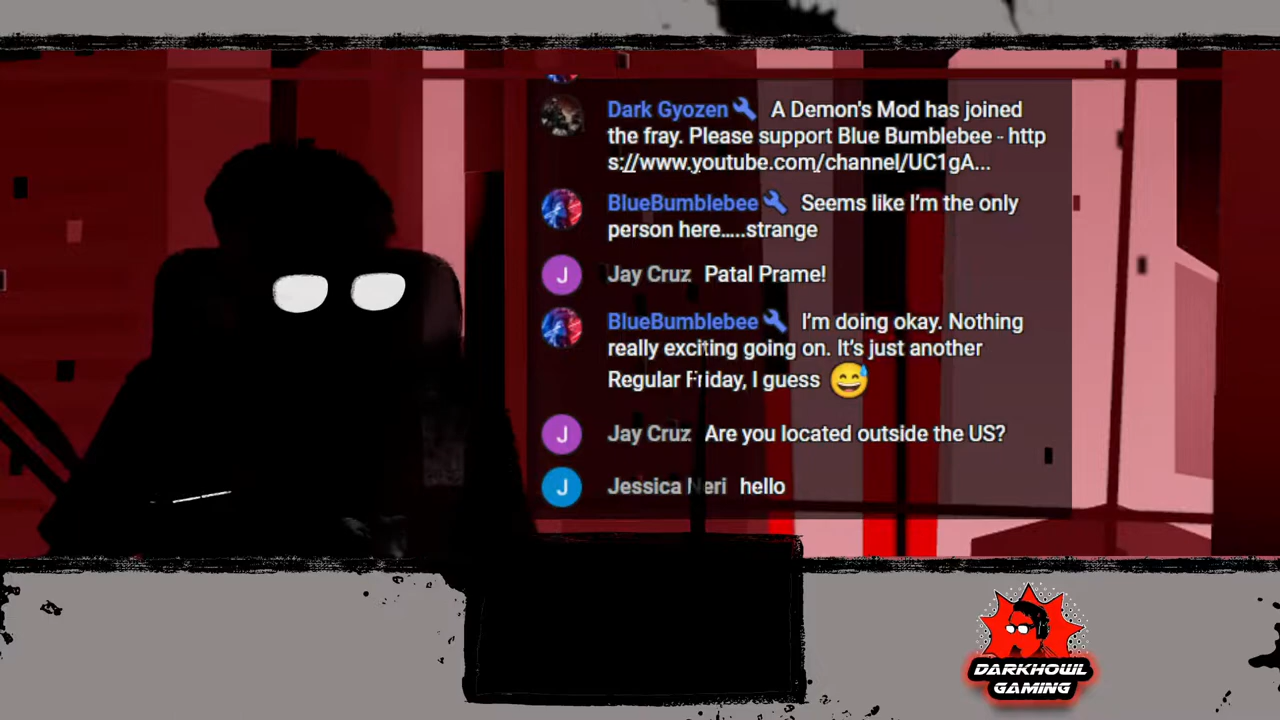 Dark Gyozen A Demon's Mod has joined
the fray. Please support Blue Bumblebee - http
s://www.youtube.com/channel/UC1gA...
BlueBumblebee Seems like I'm the only
person here.....strange
J Jay Cruz Patal Prame!
BlueBumblebee I'm doing okay. Nothing
really exciting going on. It's just another
Regular Friday, I guess 😅
J Jay Cruz Are you located outside the US?
J Jessica Neri hello
DARKHOWL
GAMING